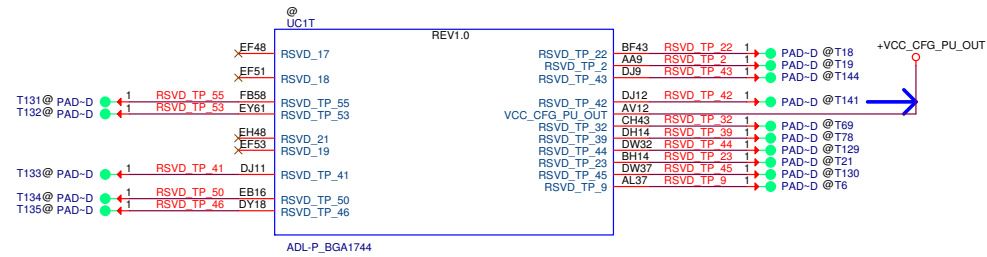 @
UC1T
REV1.0
EF48 RSVD_17 RSVD_TP_22 BF43 RSVD_TP_22 1 PAD~D @T18
+VCC_CFG_PU_OUT
RSVD_TP_2 AA9 RSVD_TP_2 1 PAD~D @T19
EF51 RSVD_18 RSVD_TP_43 DJ9 RSVD_TP_43 1 PAD~D @T144
T131@ PAD~D 1 RSVD_TP_55 FB58 RSVD_TP_55 RSVD_TP_42 DJ12 RSVD_TP_42 1 PAD~D @T141
T132@ PAD~D 1 RSVD_TP_53 EY61 RSVD_TP_53 VCC_CFG_PU_OUT AV12
RSVD_TP_32 CH43 RSVD_TP_32 1 PAD~D @T69
EH48 RSVD_21 RSVD_TP_39 DH14 RSVD_TP_39 1 PAD~D @T78
EF53 RSVD_19 RSVD_TP_44 DW32 RSVD_TP_44 1 PAD~D @T129
RSVD_TP_23 BH14 RSVD_TP_23 1 PAD~D @T21
T133@ PAD~D 1 RSVD_TP_41 DJ11 RSVD_TP_41 RSVD_TP_45 DW37 RSVD_TP_45 1 PAD~D @T130
RSVD_TP_9 AL37 RSVD_TP_9 1 PAD~D @T6
T134@ PAD~D 1 RSVD_TP_50 EB16 RSVD_TP_50
T135@ PAD~D 1 RSVD_TP_46 DY18 RSVD_TP_46
ADL-P_BGA1744